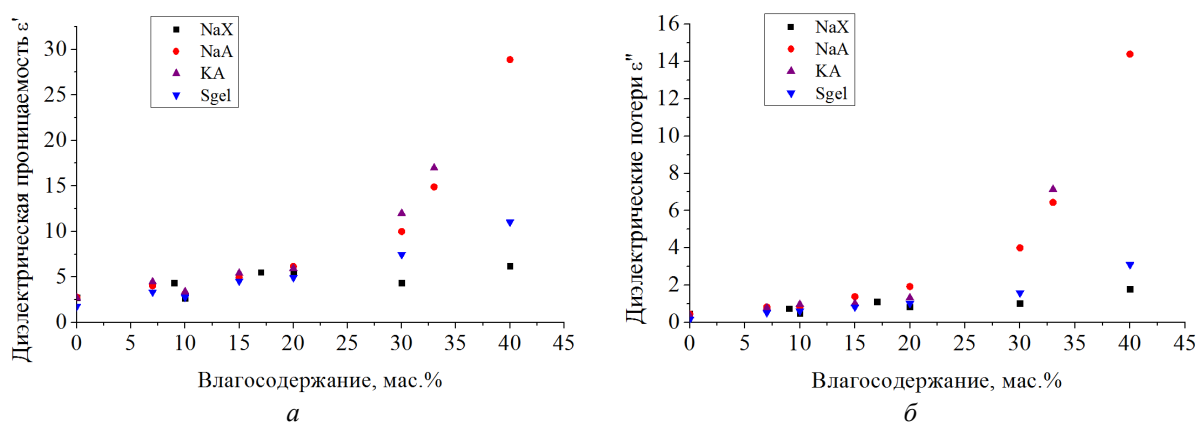 Диэлектрическая проницаемость ε'
30
25
20
15
10
5
0
NaX
NaA
KA
Sgel
0 5 10 15 20 25 30 35 40 45
Влагосодержание, мас.%
а
Диэлектрические потери ε"
16
14
12
10
8
6
4
2
0
NaX
NaA
KA
Sgel
0 5 10 15 20 25 30 35 40 45
Влагосодержание, мас.%
б